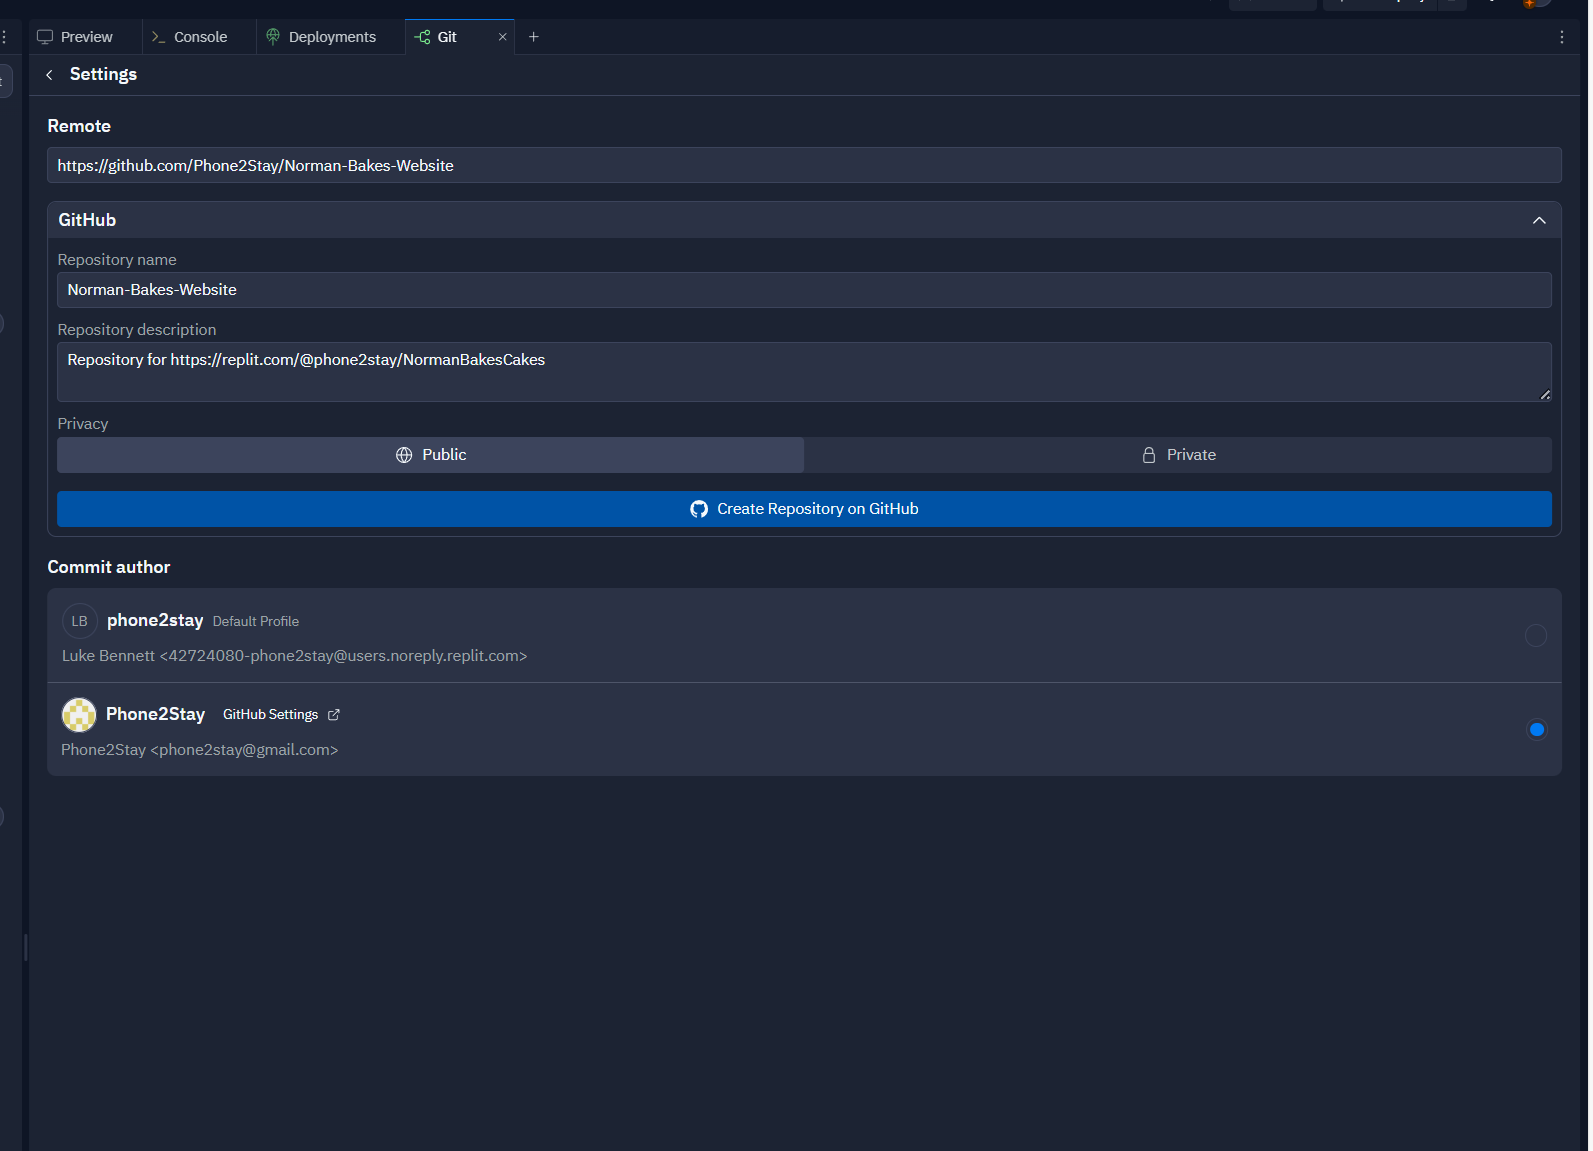 Preview
Console
Deployments
Git
Settings
Remote
https://github.com/Phone2Stay/Norman-Bakes-Website
GitHub
Repository name
Norman-Bakes-Website
Repository description
Repository for https://replit.com/@phone2stay/NormanBakesCakes
Privacy
Public
Private
Create Repository on GitHub
Commit author
LB phone2stay Default Profile
Luke Bennett <42724080-phone2stay@users.noreply.replit.com>
Phone2Stay GitHub Settings
Phone2Stay <phone2stay@gmail.com>